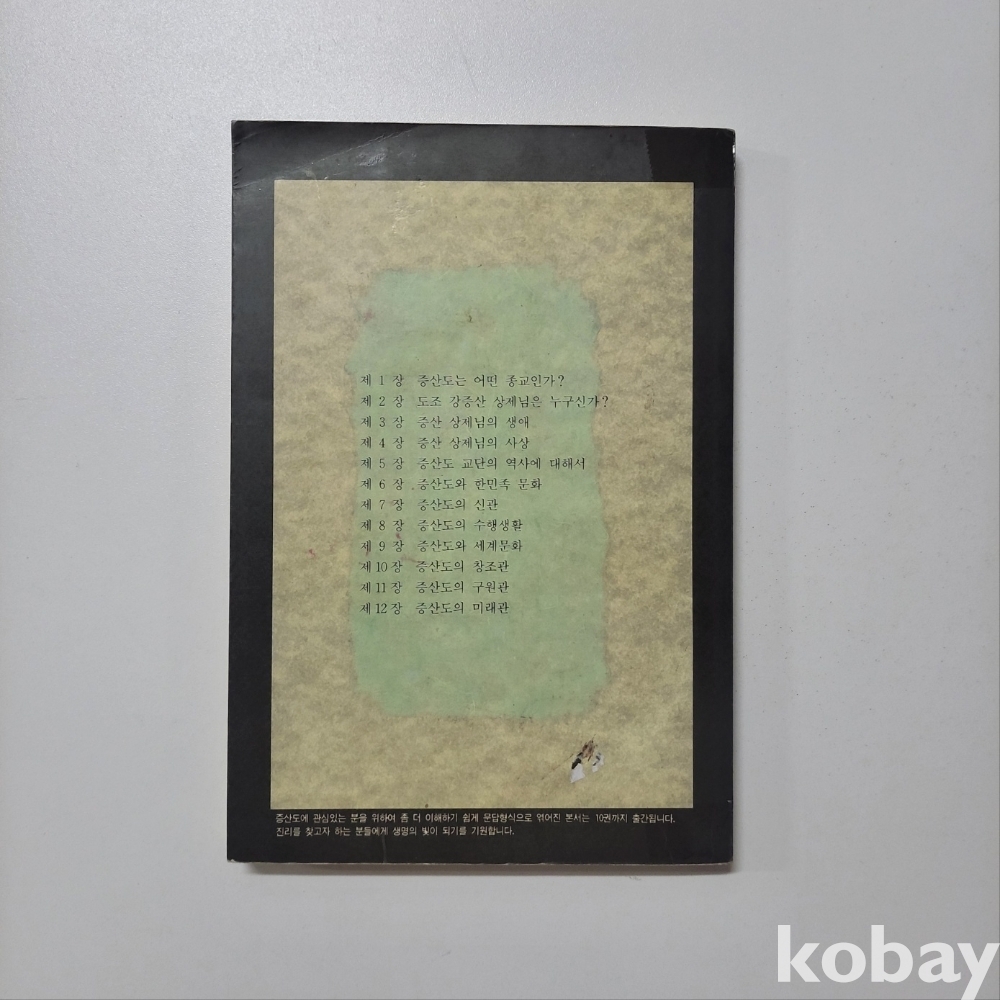 제 1 장 증산도는 어떤 종교인가?
제 2 장 도조 강증산 상제님은 누구신가?
제 3 장 증산 상제님의 생애
제 4 장 증산 상제님의 사상
제 5 장 증산도 교단의 역사에 대해서
제 6 장 증산도와 한민족 문화
제 7 장 증산도의 신관
제 8 장 증산도의 수행생활
제 9 장 증산도와 세계문화
제 10 장 증산도의 창조관
제 11 장 증산도의 구원관
제 12 장 증산도의 미래관
증산도에 관심있는 분을 위하여 좀 더 이해하기 쉽게 문답형식으로 엮어진 본서는 10권까지 출간됩니다.
진리를 찾고자 하는 분들에게 생명의 빛이 되기를 기원합니다.
kobay